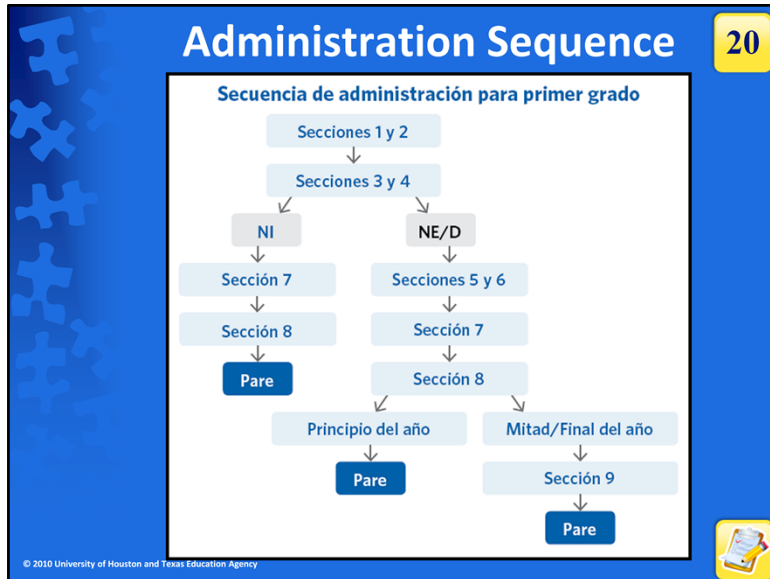 Administration Sequence
20
Secuencia de administración para primer grado
Secciones 1 y 2
Secciones 3 y 4
NI
NE/D
Sección 7
Secciones 5 y 6
Sección 8
Sección 7
Pare
Sección 8
Principio del año
Mitad/Final del año
Pare
Sección 9
Pare
© 2010 University of Houston and Texas Education Agency